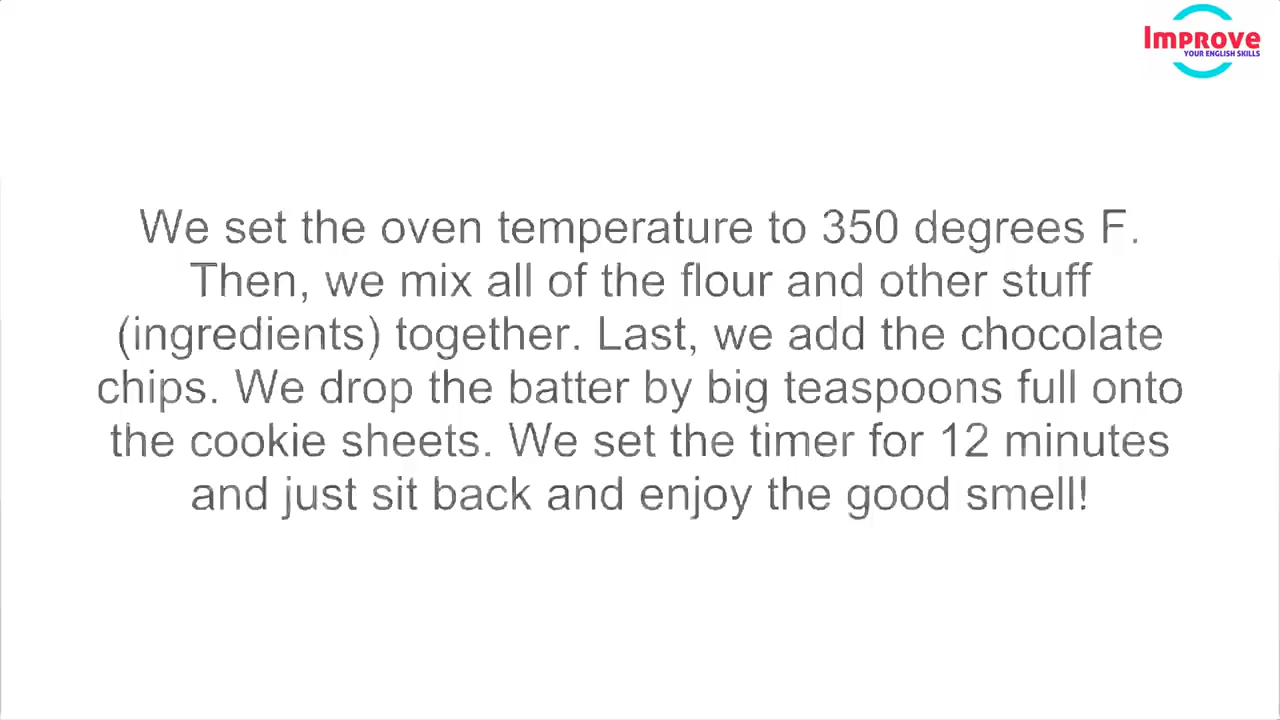 Improve
YOUR ENGLISH SKILLS
We set the oven temperature to 350 degrees F.
Then, we mix all of the flour and other stuff
(ingredients) together. Last, we add the chocolate
chips. We drop the batter by big teaspoons full onto
the cookie sheets. We set the timer for 12 minutes
and just sit back and enjoy the good smell!